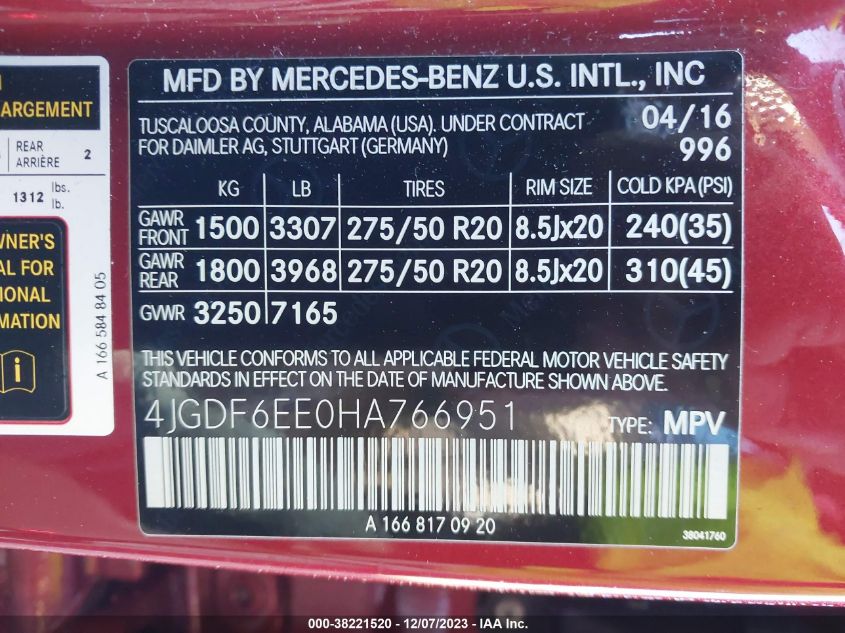 ARGEMENT
REAR
ARRIÈRE 2
1312 lbs.
lb.
WNER'S
AL FOR
IONAL
MATION
A 166 584 84 05
MFD BY MERCEDES-BENZ U.S. INTL., INC
TUSCALOOSA COUNTY, ALABAMA (USA). UNDER CONTRACT 04/16
FOR DAIMLER AG, STUTTGART (GERMANY) 996
KG LB TIRES RIM SIZE COLD KPA(PSI)
GAWR
FRONT 1500 3307 275/50 R20 8.5Jx20 240(35)
GAWR
REAR 1800 3968 275/50 R20 8.5Jx20 310(45)
GVWR 3250 7165
THIS VEHICLE CONFORMS TO ALL APPLICABLE FEDERAL MOTOR VEHICLE SAFETY
STANDARDS IN EFFECT ON THE DATE OF MANUFACTURE SHOWN ABOVE.
4JGDF6EE0HA766951 TYPE: MPV
A 166 817 09 20
38041760
000-38221520 - 12/07/2023 - IAA Inc.